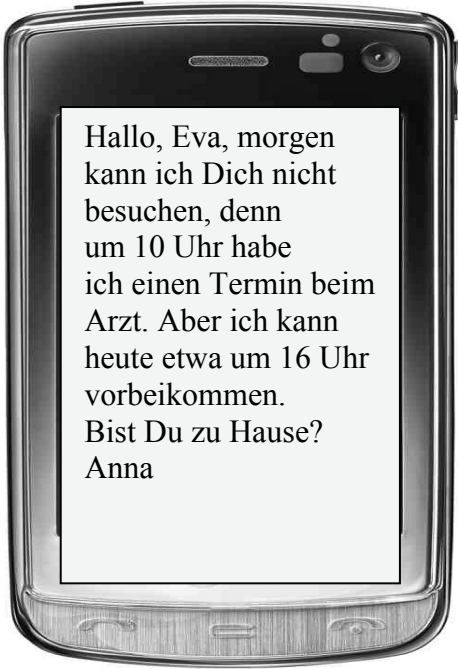 Hallo, Eva, morgen
kann ich Dich nicht
besuchen, denn
um 10 Uhr habe
ich einen Termin beim
Arzt. Aber ich kann
heute etwa um 16 Uhr
vorbeikommen.
Bist Du zu Hause?
Anna